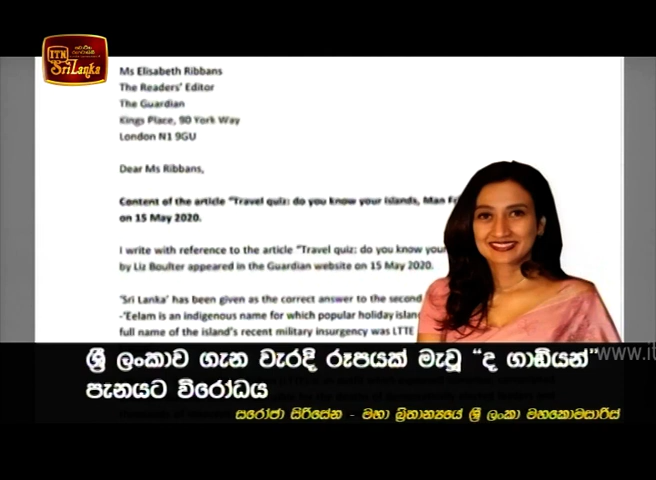 ITN
Sri Lanka
Ms Elisabeth Ribbans
The Readers' Editor
The Guardian
Kings Place, 90 York Way
London N1 9GU
Dear Ms Ribbans,
Content of the article "Travel quiz: do you know your islands, Man
on 15 May 2020.
I write with reference to the article "Travel quiz: do you know your
by Liz Boulter appeared in the Guardian website on 15 May 2020.
'Sri Lanka' has been given as the correct answer to the second
-'Eelam is an indigenous name for which popular holiday
full name of the island's recent military insurgency was LTTE
ශ්‍රී ලංකාව ගැන වැරදි රූපයක් මැවූ "ද ගාඩියන්"
පැනයට විරෝධය
සරෝජා සිරිසේන - මහා බ්‍රිතාන්‍යයේ ශ්‍රී ලංකා මහකොමසාරිස්